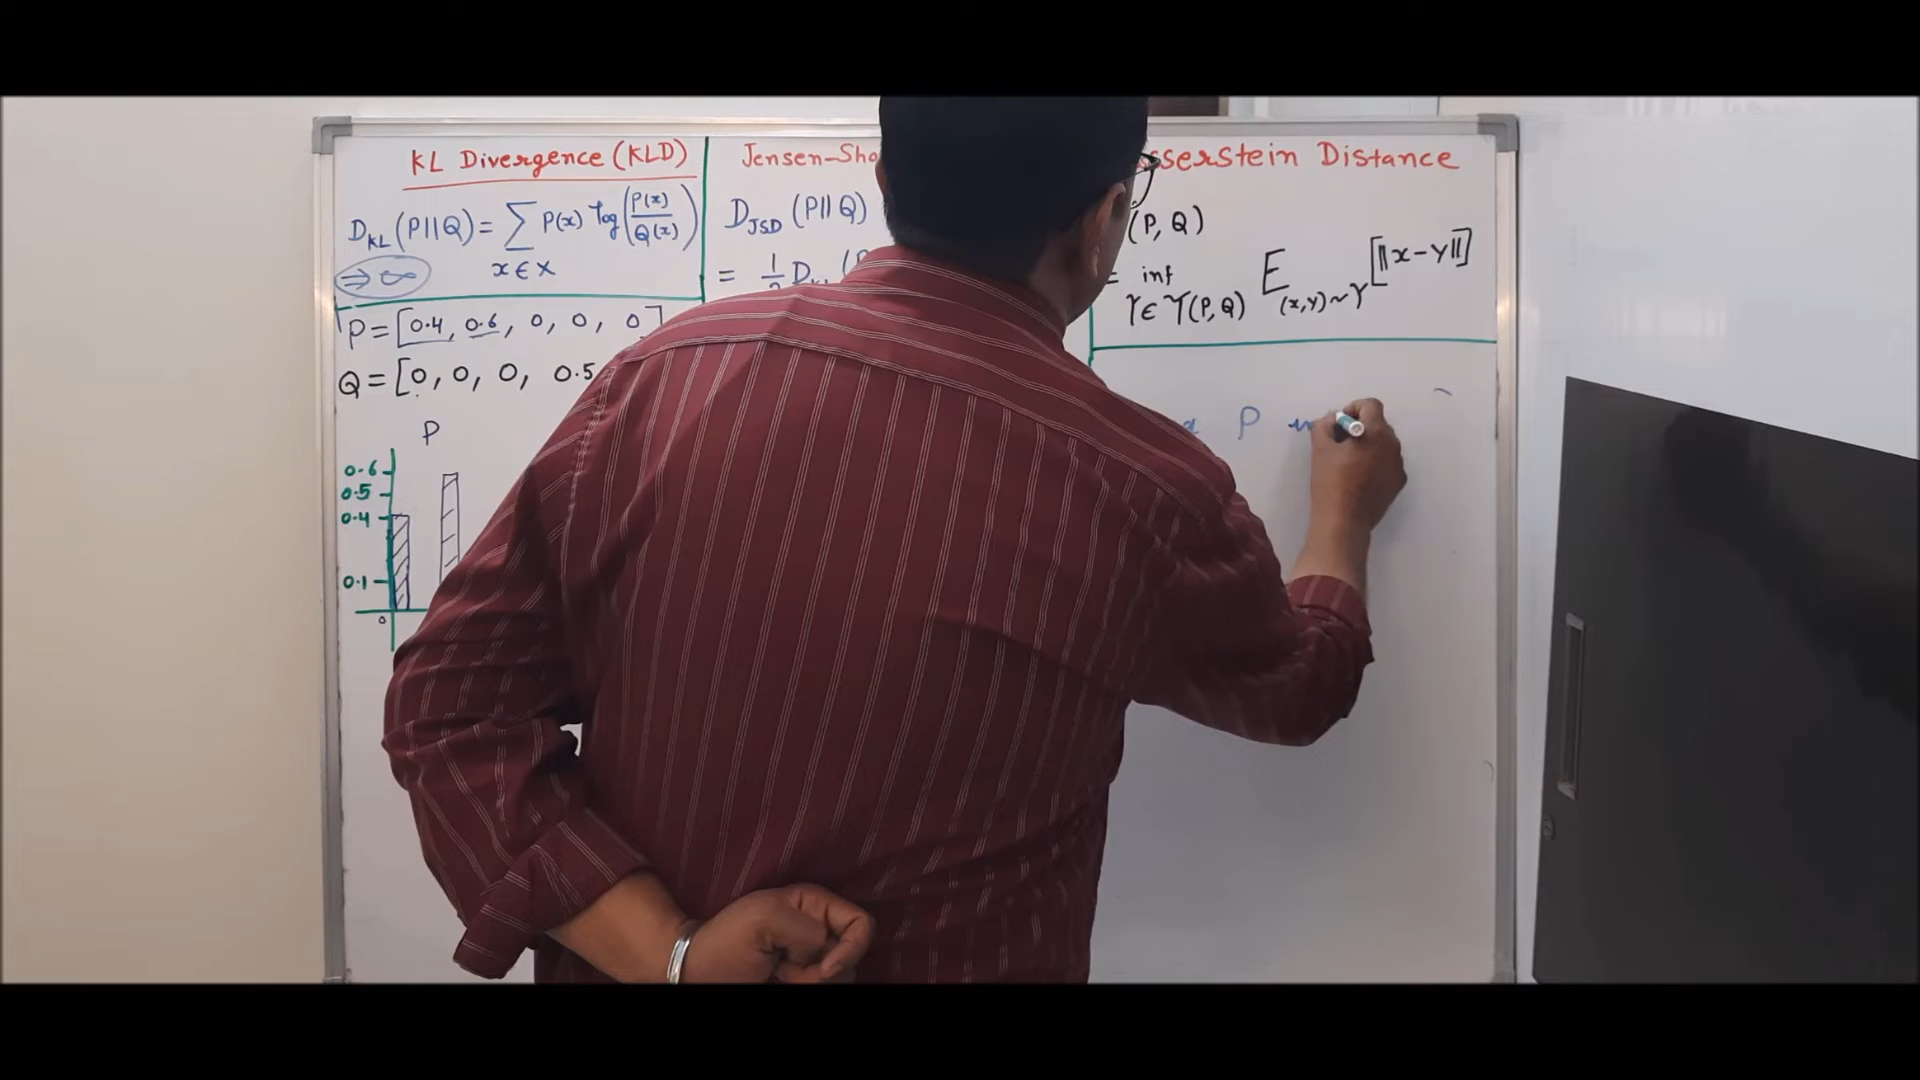 KL Divergence (KLD)
D_KL (P||Q) = ∑ P(x) log (P(x)/Q(x))
x ∈ X
⇒ ∞
P = [0.4, 0.6, 0, 0, 0]
Q = [0, 0, 0, 0.5
P
0.6
0.5
0.4
0.1
0
Jensen-Sha
D_JSD (P||Q)
= 1/2 D
sserstein Distance
(P, Q)
= inf E [||x-y||]
γ ∈ Υ(P,Q) (x,y)~γ
P